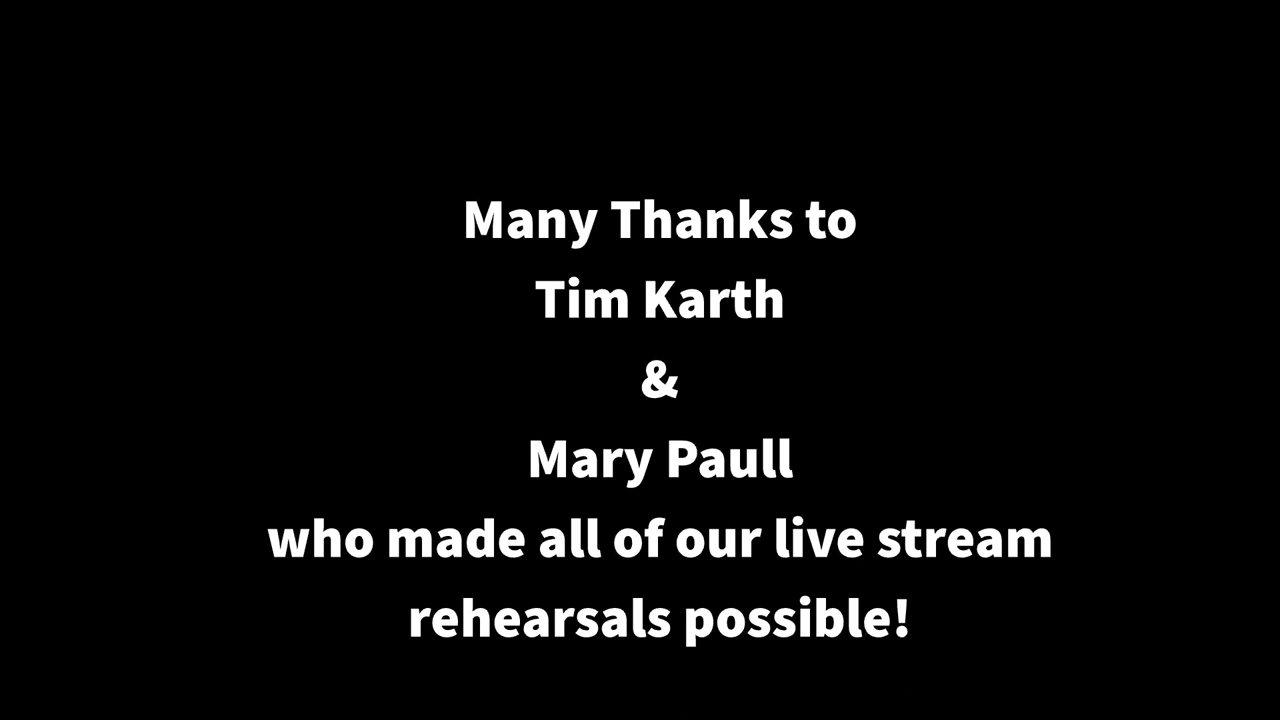 Many Thanks to
Tim Karth
&
Mary Paull
who made all of our live stream
rehearsals possible!